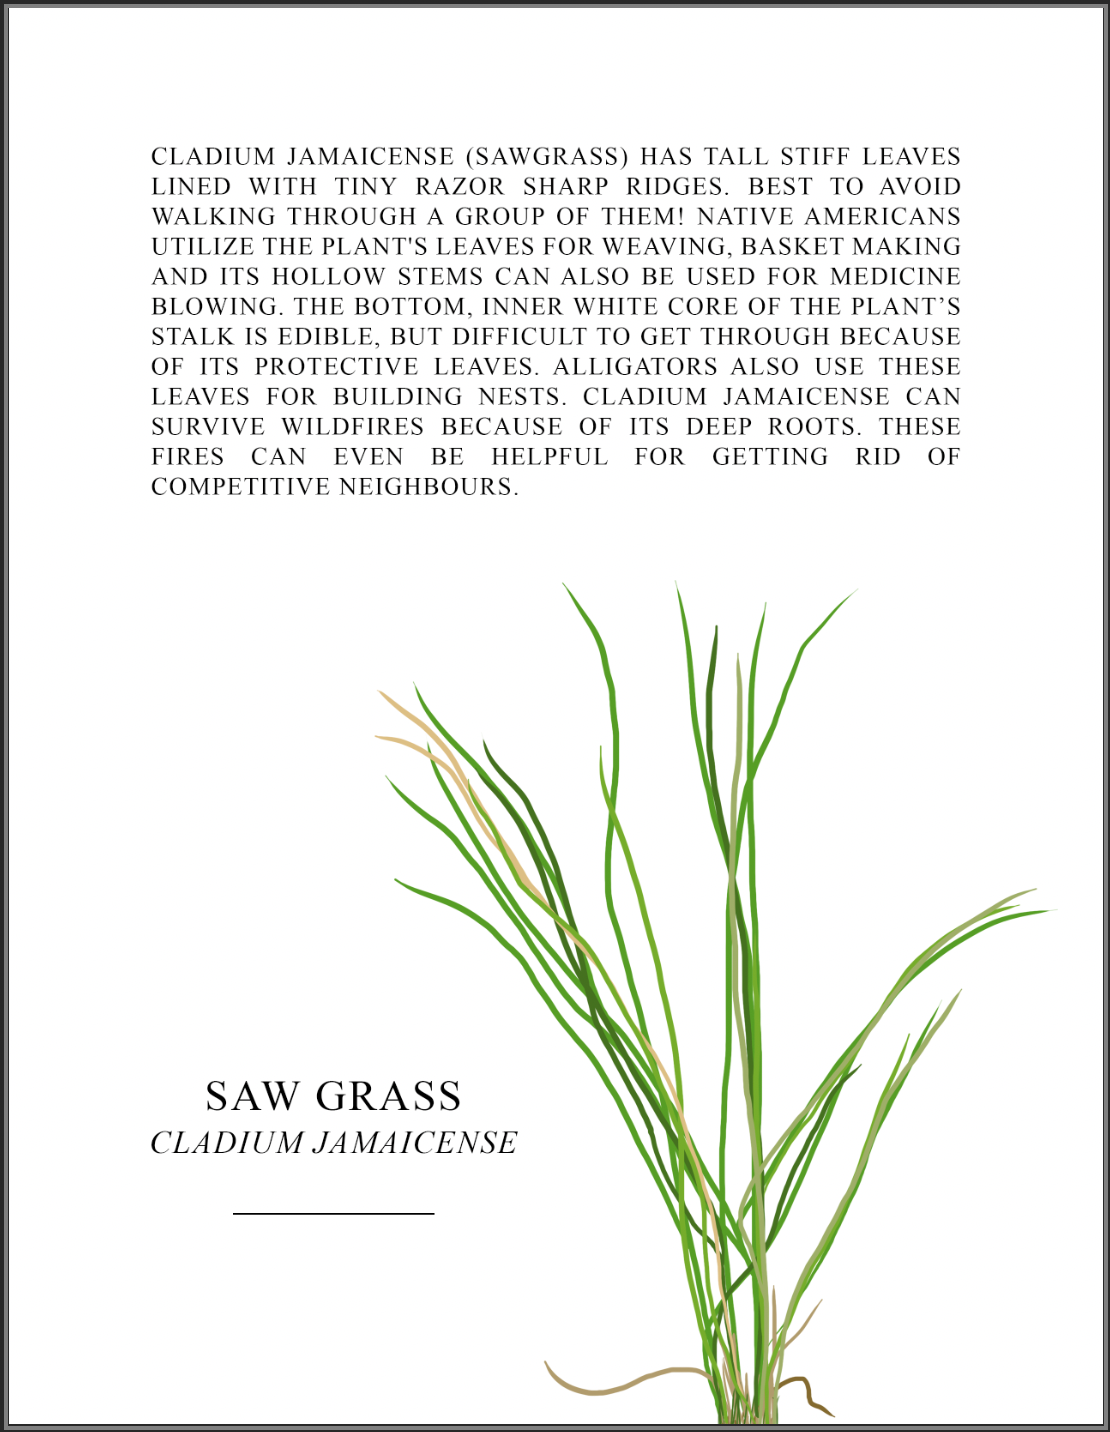 CLADIUM JAMAICENSE (SAWGRASS) HAS TALL STIFF LEAVES
LINED WITH TINY RAZOR SHARP RIDGES. BEST TO AVOID
WALKING THROUGH A GROUP OF THEM! NATIVE AMERICANS
UTILIZE THE PLANT'S LEAVES FOR WEAVING, BASKET MAKING
AND ITS HOLLOW STEMS CAN ALSO BE USED FOR MEDICINE
BLOWING. THE BOTTOM, INNER WHITE CORE OF THE PLANT’S
STALK IS EDIBLE, BUT DIFFICULT TO GET THROUGH BECAUSE
OF ITS PROTECTIVE LEAVES. ALLIGATORS ALSO USE THESE
LEAVES FOR BUILDING NESTS. CLADIUM JAMAICENSE CAN
SURVIVE WILDFIRES BECAUSE OF ITS DEEP ROOTS. THESE
FIRES CAN EVEN BE HELPFUL FOR GETTING RID OF
COMPETITIVE NEIGHBOURS.
SAW GRASS
CLADIUM JAMAICENSE